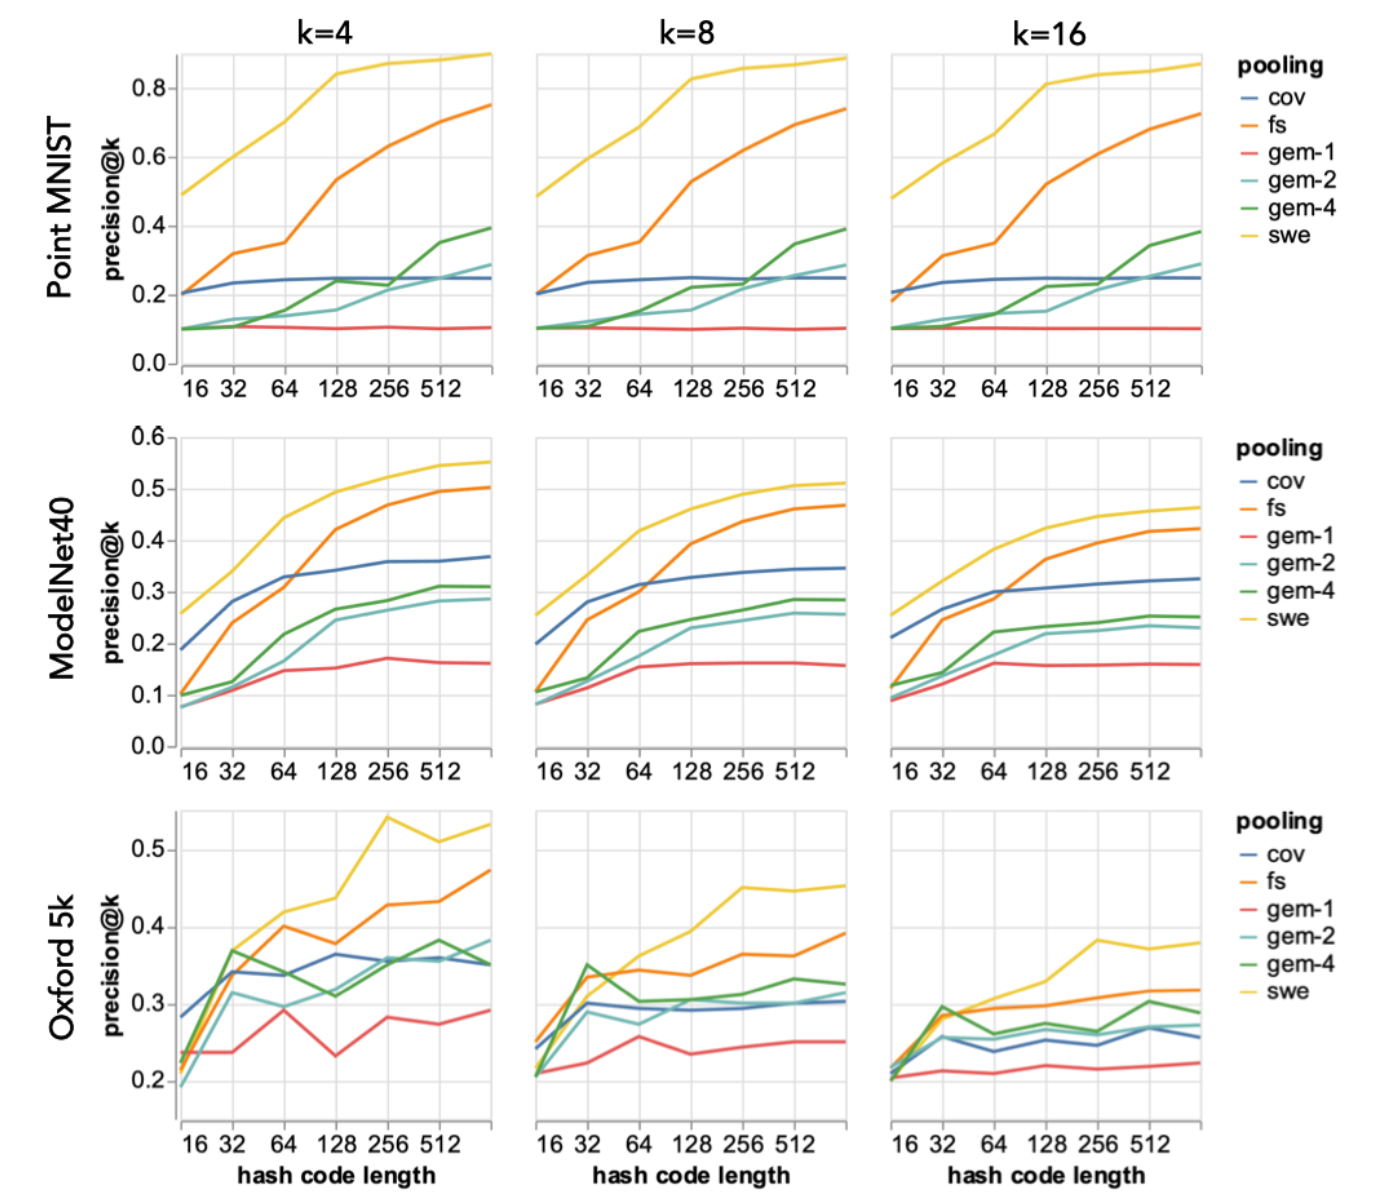 k=4 k=8 k=16
Point MNIST
precision@k
0.8
0.6
0.4
0.2
0.0
16 32 64 128 256 512
16 32 64 128 256 512
16 32 64 128 256 512
pooling
cov
fs
gem-1
gem-2
gem-4
swe
ModelNet40
precision@k
0.6
0.5
0.4
0.3
0.2
0.1
0.0
16 32 64 128 256 512
16 32 64 128 256 512
16 32 64 128 256 512
pooling
cov
fs
gem-1
gem-2
gem-4
swe
Oxford 5k
precision@k
0.5
0.4
0.3
0.2
16 32 64 128 256 512
16 32 64 128 256 512
16 32 64 128 256 512
hash code length
hash code length
hash code length
pooling
cov
fs
gem-1
gem-2
gem-4
swe